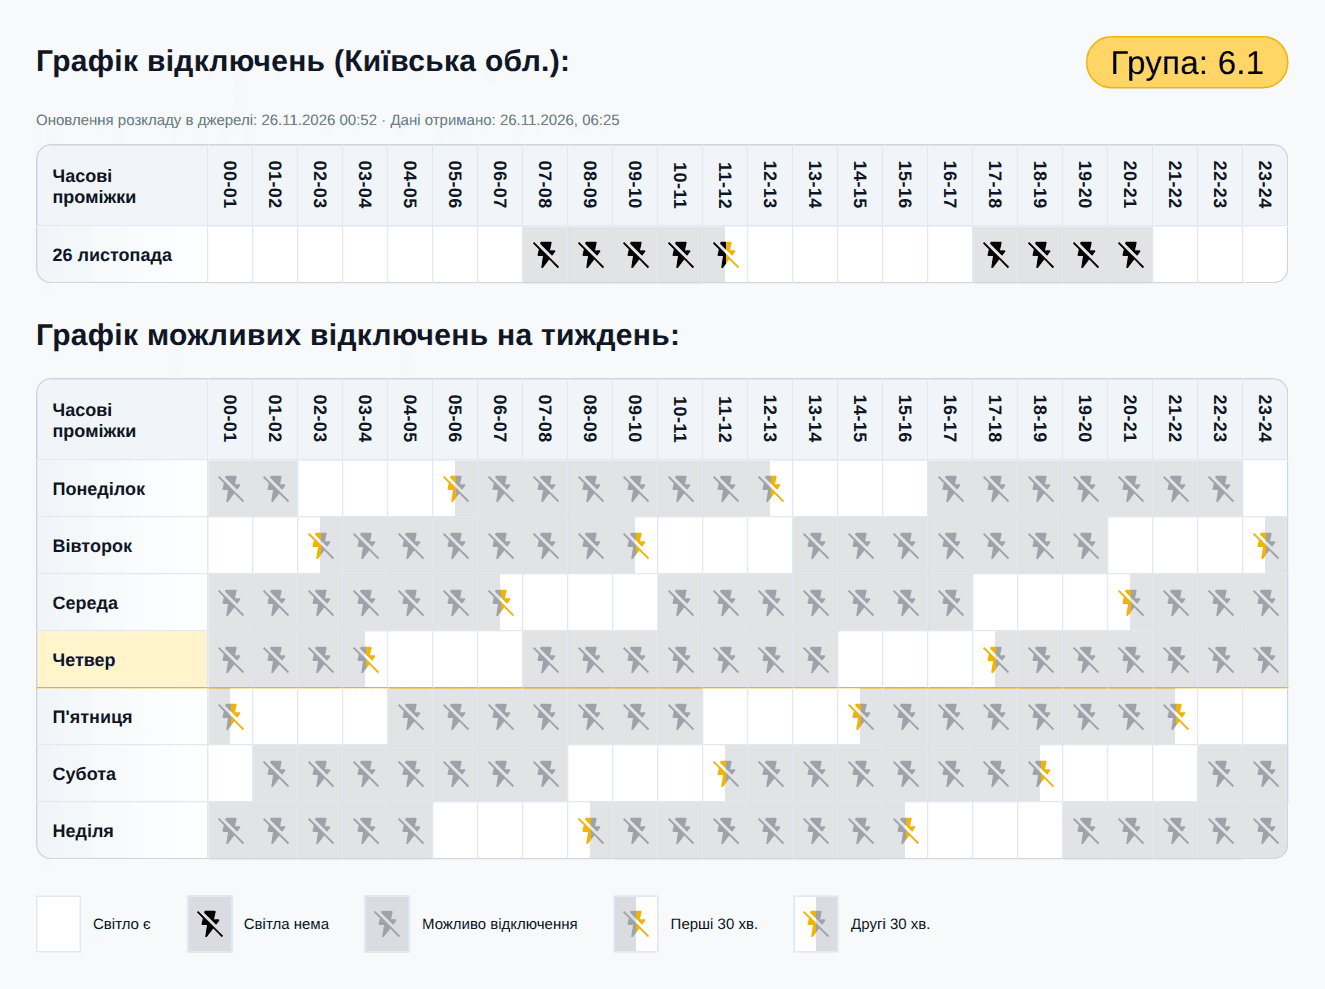 Графік відключень (Київська обл.):
Група: 6.1
Оновлення розкладу в джерелі: 26.11.2026 00:52 · Дані отримано: 26.11.2026, 06:25
Часові проміжки 00-01 01-02 02-03 03-04 04-05 05-06 06-07 07-08 08-09 09-10 10-11 11-12 12-13 13-14 14-15 15-16 16-17 17-18 18-19 19-20 20-21 21-22 22-23 23-24
26 листопада
Графік можливих відключень на тиждень:
Часові проміжки 00-01 01-02 02-03 03-04 04-05 05-06 06-07 07-08 08-09 09-10 10-11 11-12 12-13 13-14 14-15 15-16 16-17 17-18 18-19 19-20 20-21 21-22 22-23 23-24
Понеділок
Вівторок
Середа
Четвер
П'ятниця
Субота
Неділя
Світло є Світла нема Можливо відключення Перші 30 хв. Другі 30 хв.